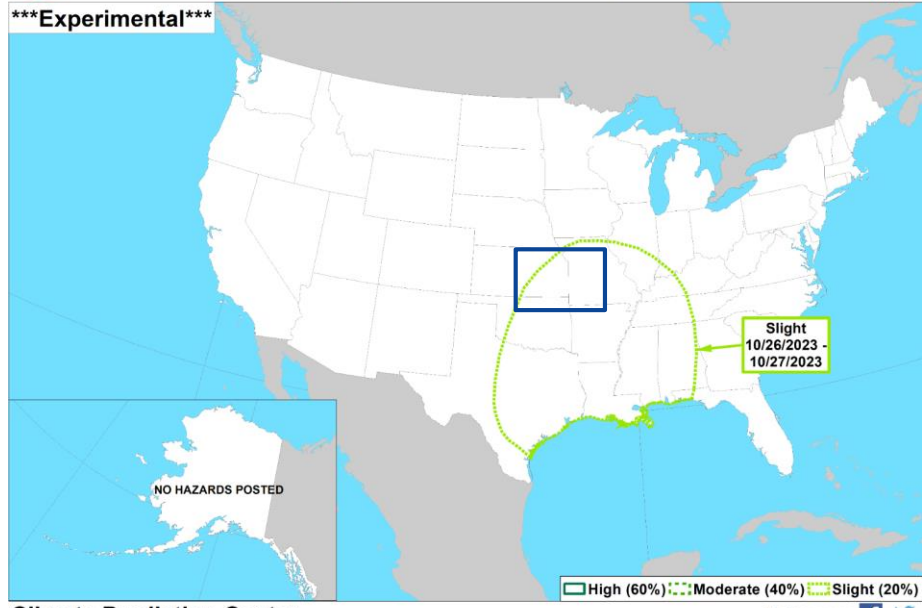 ***Experimental***
Slight
10/26/2023 -
10/27/2023
NO HAZARDS POSTED
High (60%) Moderate (40%) Slight (20%)